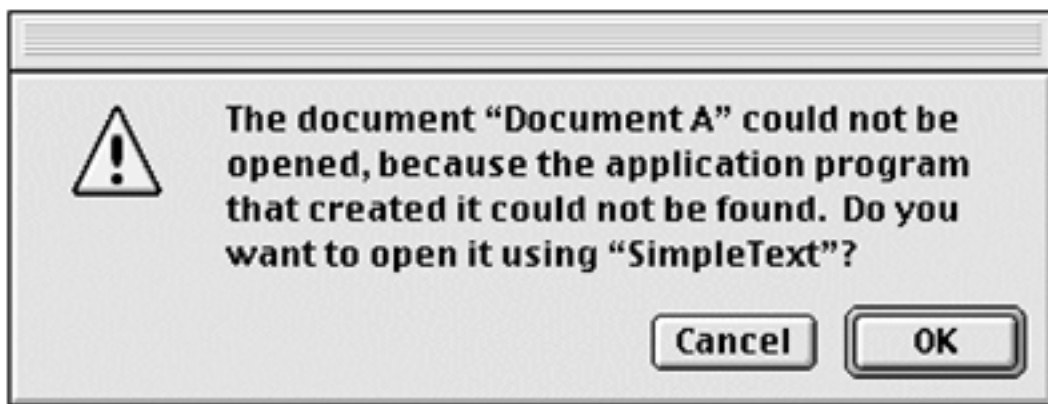 The document “Document A” could not be
opened, because the application program
that created it could not be found.  Do you
want to open it using “SimpleText”?
Cancel
OK